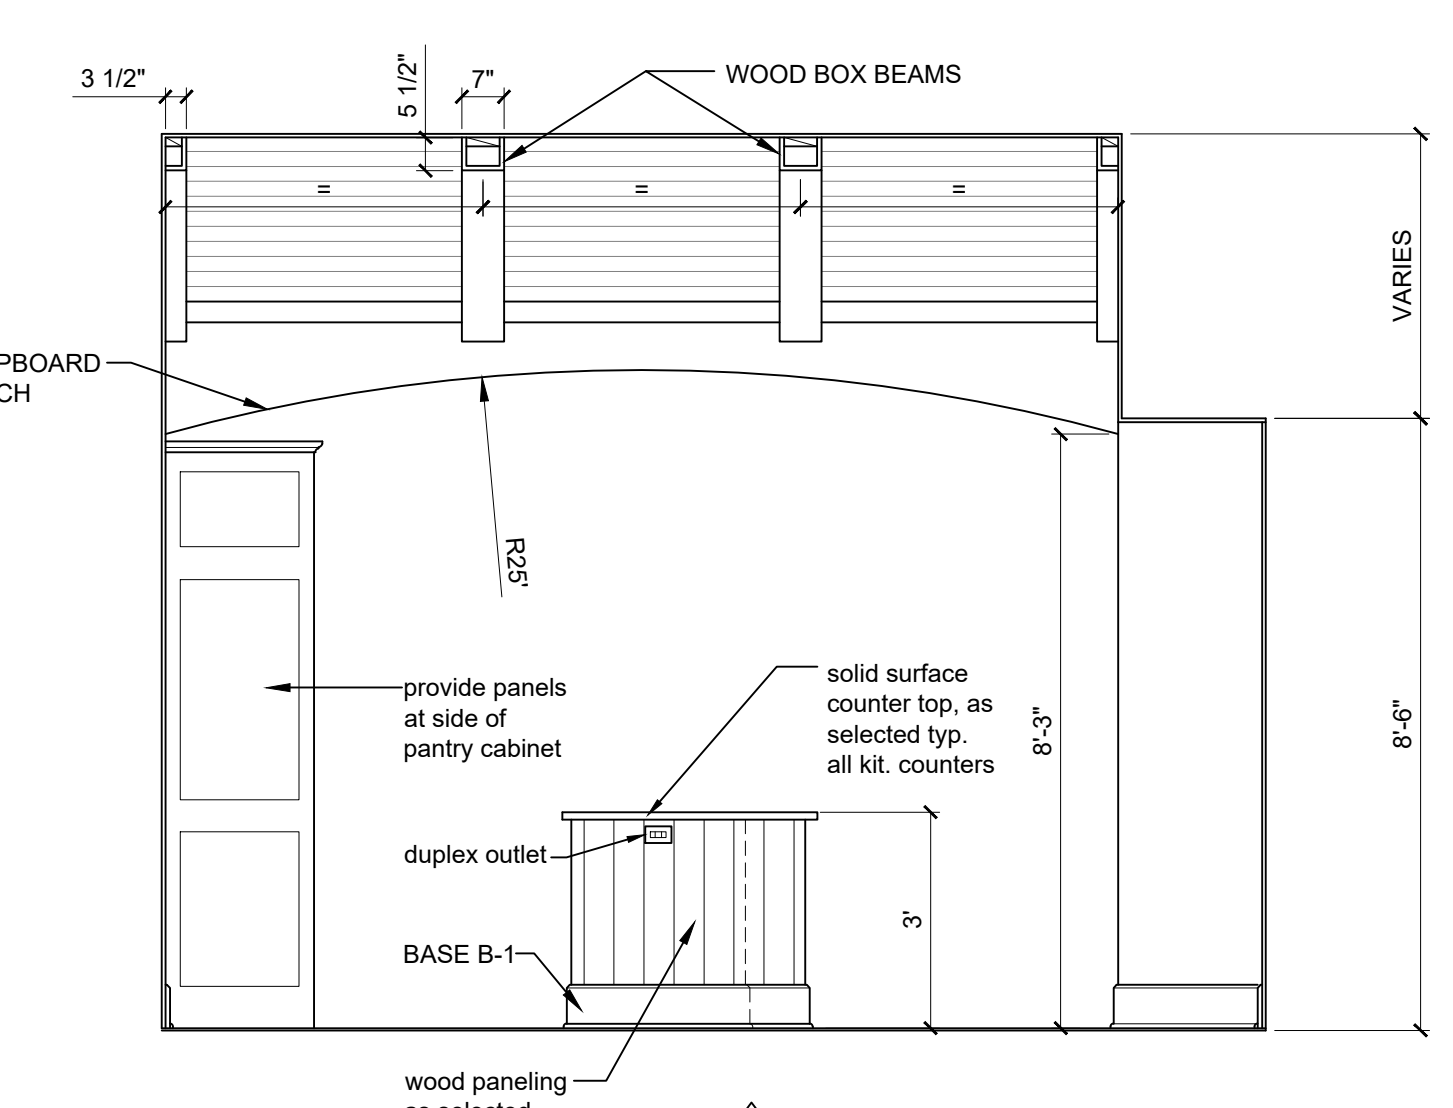 3 1/2"
5 1/2"
7"
WOOD BOX BEAMS
=
=
=
VARIES
R25'
provide panels
at side of
pantry cabinet
solid surface
counter top, as
selected typ.
all kit. counters
8'-3"
8'-6"
duplex outlet
3'
BASE B-1
wood paneling
as selected